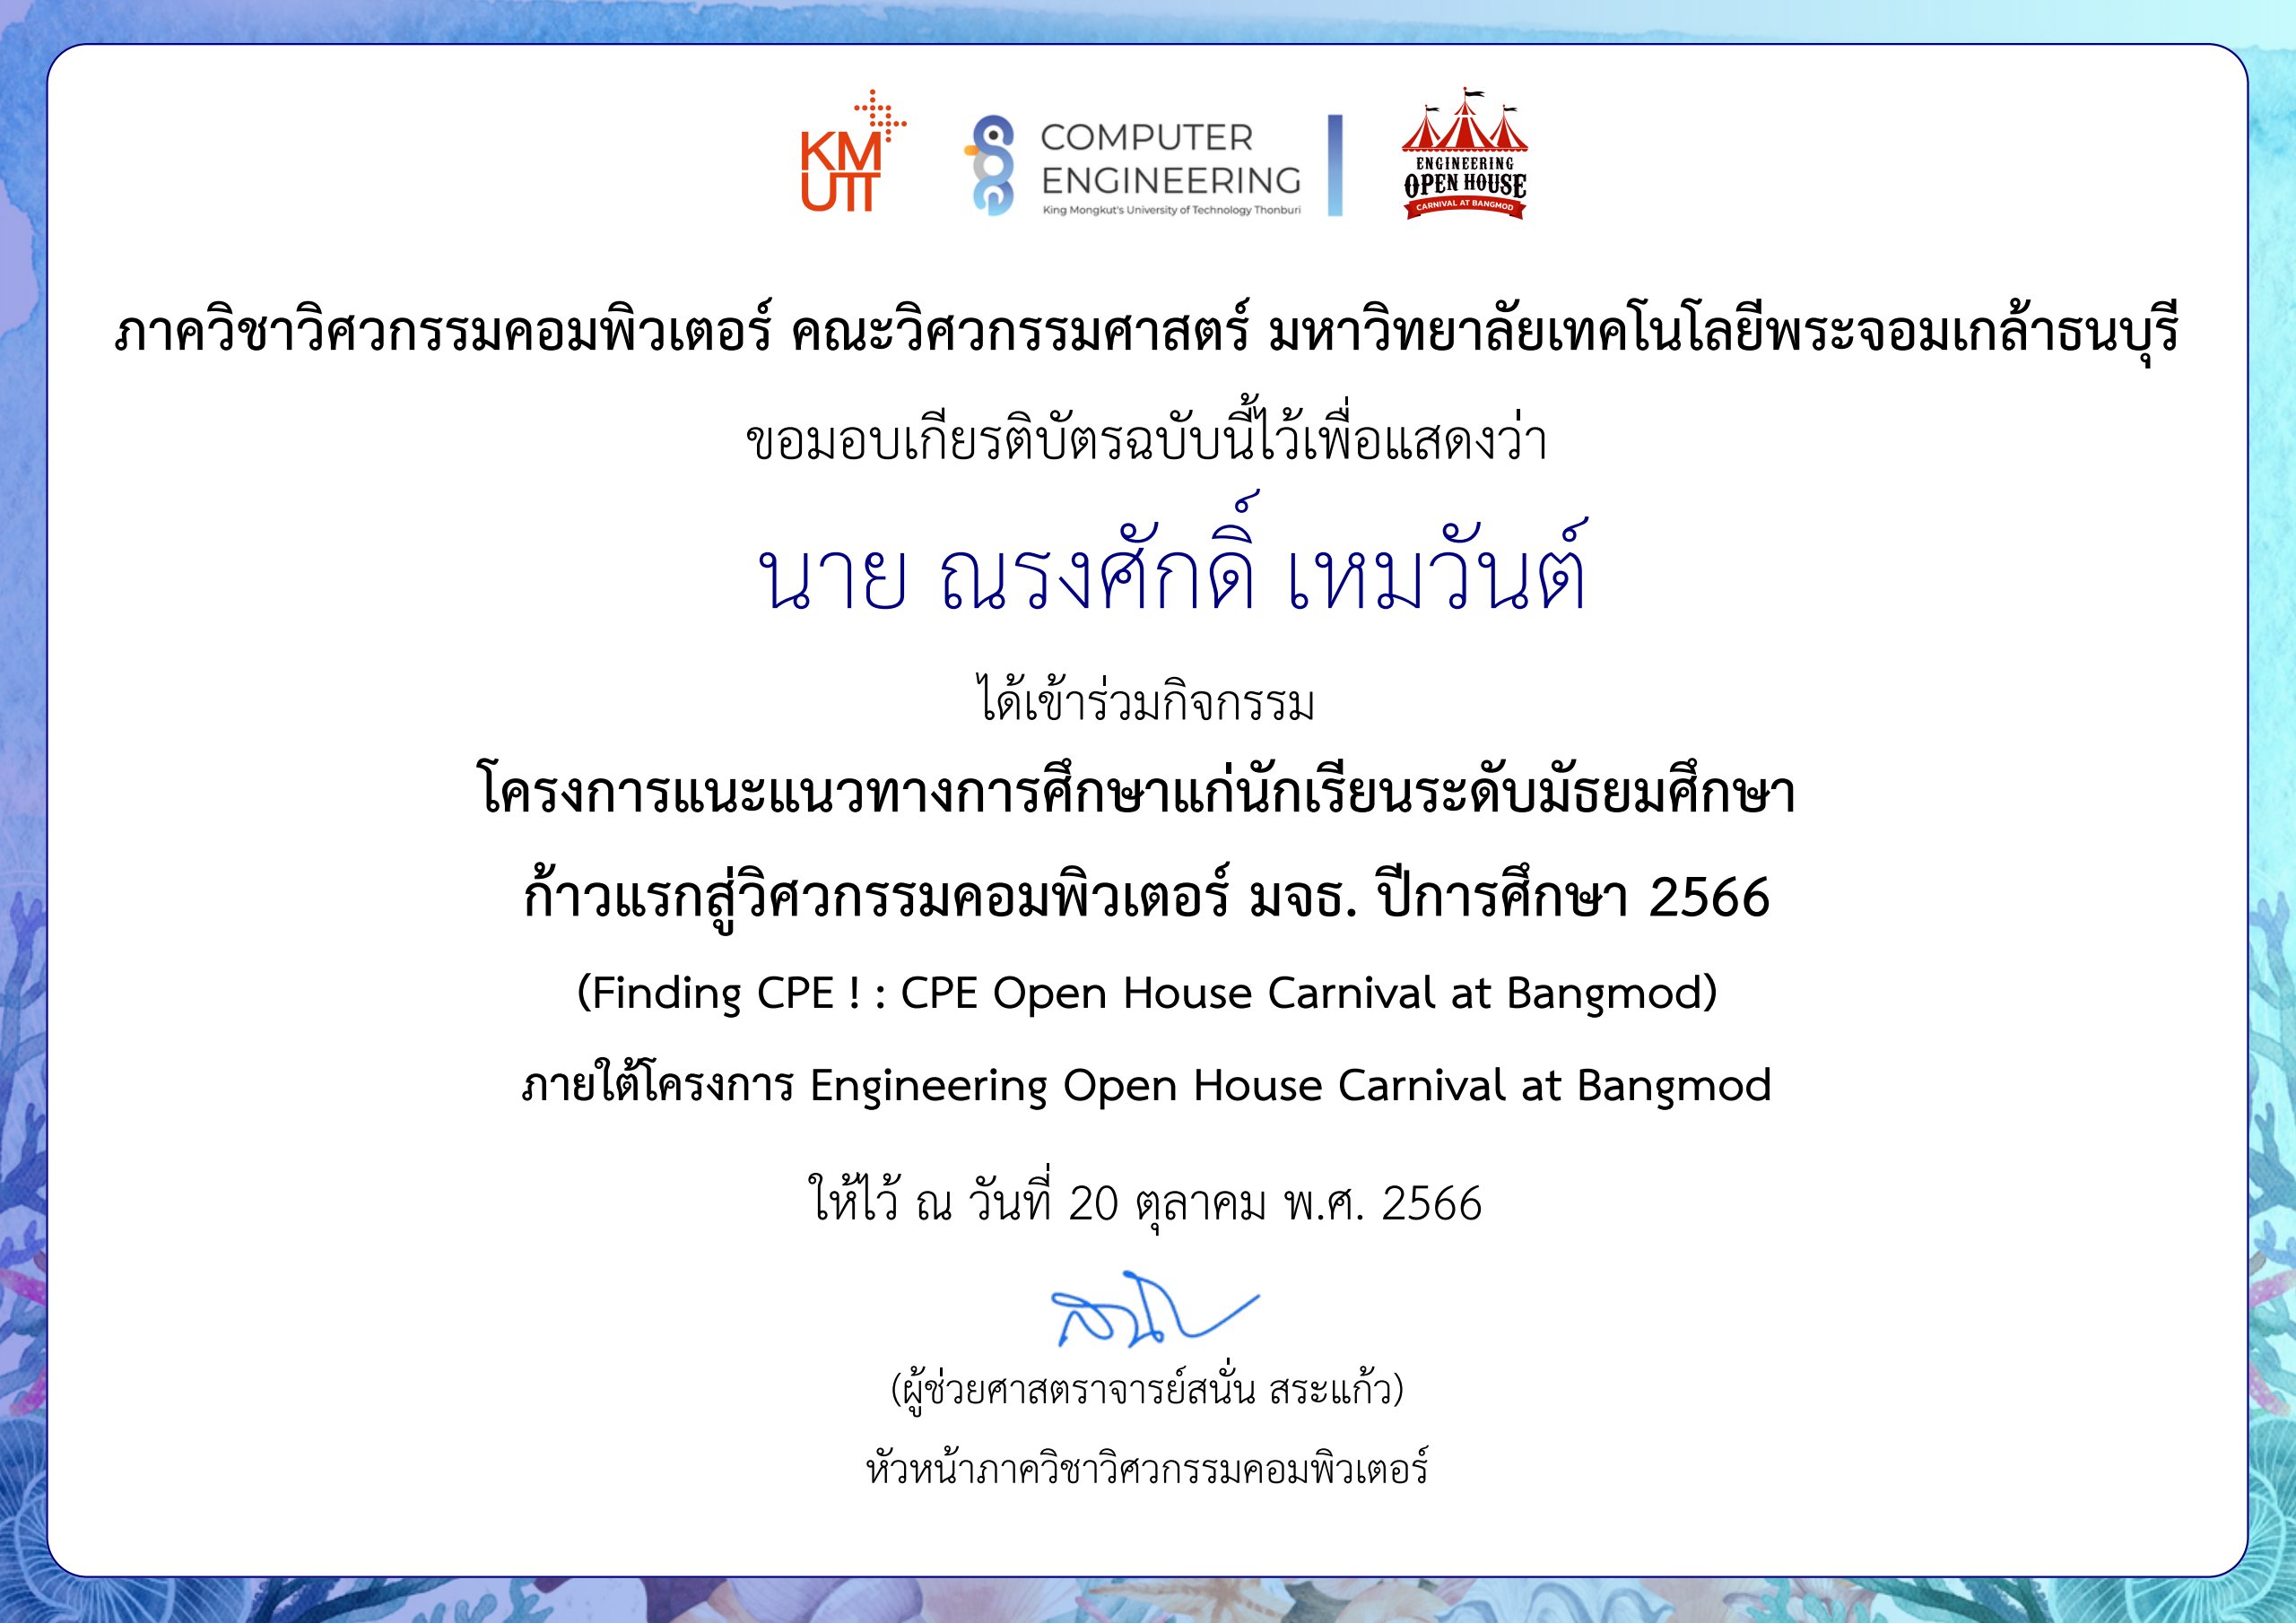 KM
UTT
COMPUTER
ENGINEERING
King Mongkut's University of Technology Thonburi
ENGINEERING
OPEN HOUSE
CARNIVAL AT BANGMOD
ภาควิชาวิศวกรรมคอมพิวเตอร์ คณะวิศวกรรมศาสตร์ มหาวิทยาลัยเทคโนโลยีพระจอมเกล้าธนบุรี
ขอมอบเกียรติบัตรฉบับนี้ไว้เพื่อแสดงว่า
นาย ณรงศักดิ์ เหมวันต์
ได้เข้าร่วมกิจกรรม
โครงการแนะแนวทางการศึกษาแก่นักเรียนระดับมัธยมศึกษา
ก้าวแรกสู่วิศวกรรมคอมพิวเตอร์ มจธ. ปีการศึกษา 2566
(Finding CPE ! : CPE Open House Carnival at Bangmod)
ภายใต้โครงการ Engineering Open House Carnival at Bangmod
ให้ไว้ ณ วันที่ 20 ตุลาคม พ.ศ. 2566
สนั่น
(ผู้ช่วยศาสตราจารย์สนั่น สระแก้ว)
หัวหน้าภาควิชาวิศวกรรมคอมพิวเตอร์